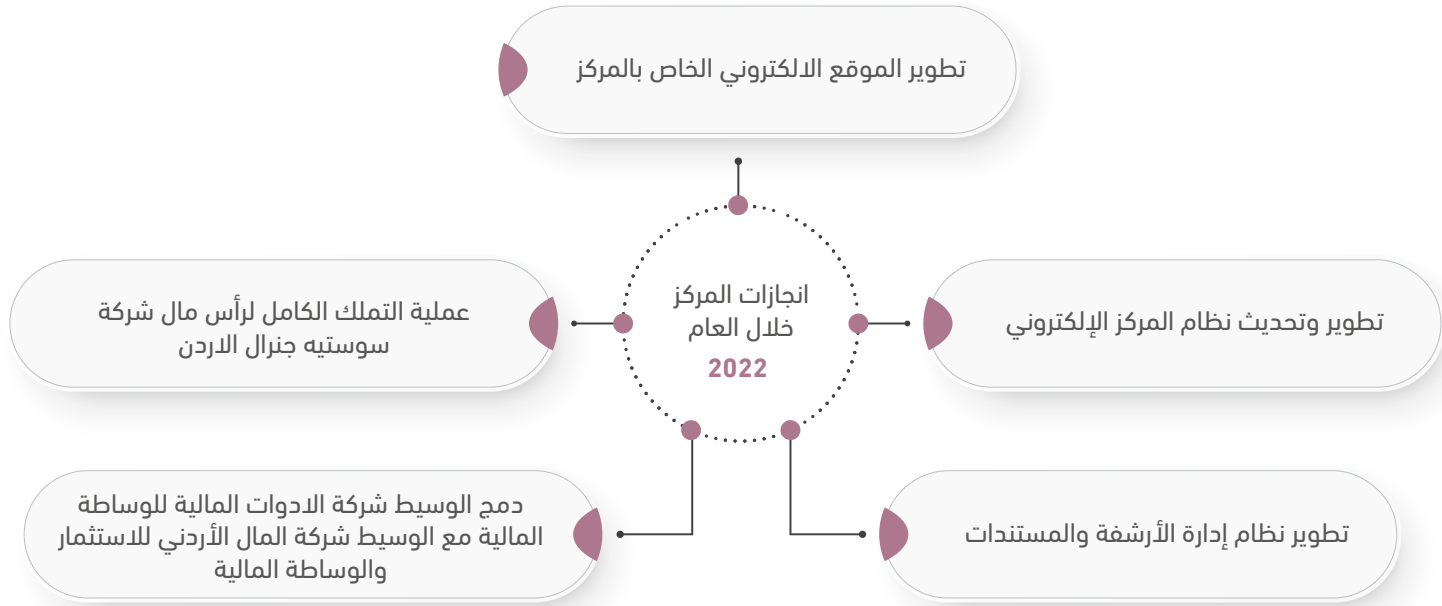 تطوير الموقع الالكتروني الخاص بالمركز
انجازات المركز
خلال العام
2022
تطوير وتحديث نظام المركز الإلكتروني
عملية التملك الكامل لرأس مال شركة
سوستيه جنرال الاردن
تطوير نظام إدارة الأرشفة والمستندات
دمج الوسيط شركة الادوات المالية للوساطة
المالية مع الوسيط شركة المال الأردني للاستثمار
والوساطة المالية